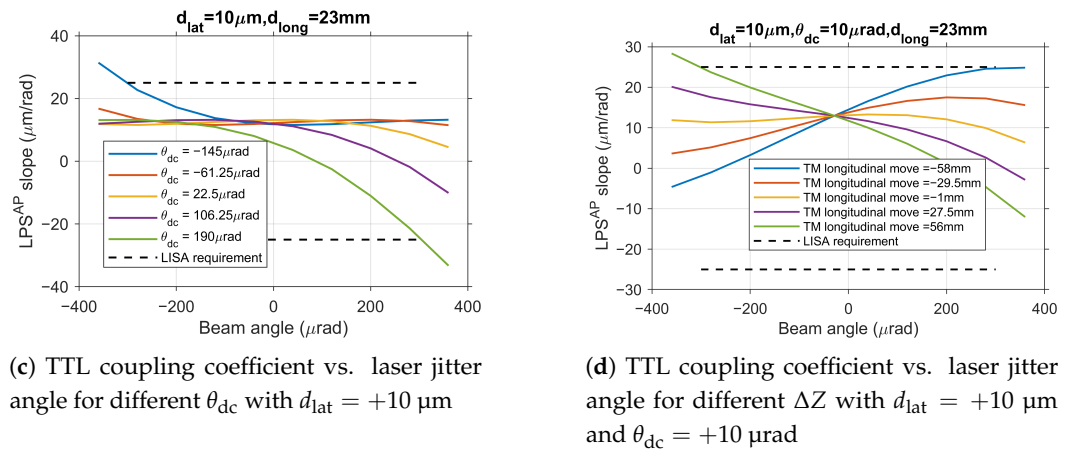 d_lat=10μm,d_long=23mm
40
20
0
−20
−40
LPS^AP slope (μm/rad)
θ_dc = −145μrad
θ_dc = −61.25μrad
θ_dc = 22.5μrad
θ_dc = 106.25μrad
θ_dc = 190μrad
LISA requirement
−400 −200 0 200 400
Beam angle (μrad)
(c) TTL coupling coefficient vs. laser jitter
angle for different θ_dc with d_lat = +10 μm
d_lat=10μm,θ_dc=10μrad,d_long=23mm
30
20
10
0
−10
−20
−30
LPS^AP slope (μm/rad)
TM longitudinal move =−58mm
TM longitudinal move =−29.5mm
TM longitudinal move =−1mm
TM longitudinal move =27.5mm
TM longitudinal move =56mm
LISA requirement
−400 −200 0 200 400
Beam angle (μrad)
(d) TTL coupling coefficient vs. laser jitter
angle for different ΔZ with d_lat = +10 μm
and θ_dc = +10 μrad